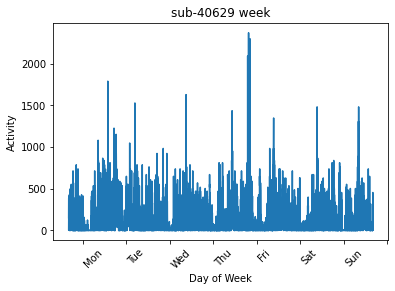 sub-40629 week
2000
1500
1000
500
0
Activity
Mon Tue Wed Thu Fri Sat Sun
Day of Week